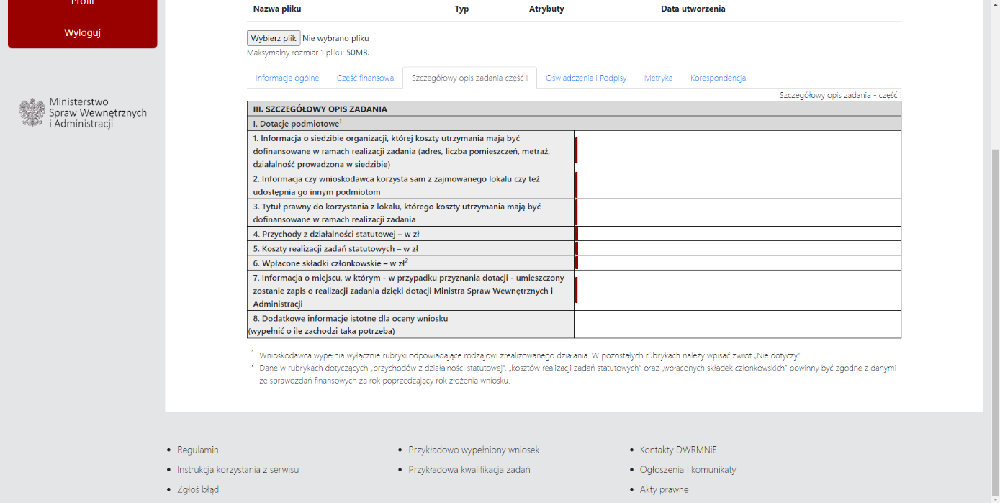 Profil
Wyloguj
Ministerstwo
Spraw Wewnętrznych
i Administracji
Nazwa pliku Typ Atrybuty Data utworzenia
Wybierz plik Nie wybrano pliku
Maksymalny rozmiar 1 pliku: 50MB.
Informacje ogólne Część finansowa Szczegółowy opis zadania część I Oświadczenia i Podpisy Metryka Korespondencja
Szczegółowy opis zadania - część I
III. SZCZEGÓŁOWY OPIS ZADANIA
I. Dotacje podmiotowe¹
1. Informacja o siedzibie organizacji, której koszty utrzymania mają być
dofinansowane w ramach realizacji zadania (adres, liczba pomieszczeń, metraż,
działalność prowadzona w siedzibie)
2. Informacja czy wnioskodawca korzysta sam z zajmowanego lokalu czy też
udostępnia go innym podmiotom
3. Tytuł prawny do korzystania z lokalu, którego koszty utrzymania mają być
dofinansowane w ramach realizacji zadania
4. Przychody z działalności statutowej – w zł
5. Koszty realizacji zadań statutowych – w zł
6. Wpłacone składki członkowskie – w zł²
7. Informacja o miejscu, w którym - w przypadku przyznania dotacji - umieszczony
zostanie zapis o realizacji zadania dzięki dotacji Ministra Spraw Wewnętrznych i
Administracji
8. Dodatkowe informacje istotne dla oceny wniosku
(wypełnić o ile zachodzi taka potrzeba)
¹ Wnioskodawca wypełnia wyłącznie rubryki odpowiadające rodzajowi zrealizowanego działania. W pozostałych rubrykach należy wpisać zwrot „Nie dotyczy”.
² Dane w rubrykach dotyczących „przychodów z działalności statutowej”, „kosztów realizacji zadań statutowych” oraz „wpłaconych składek członkowskich” powinny być zgodne z danymi
ze sprawozdań finansowych za rok poprzedzający rok złożenia wniosku.
Regulamin
Instrukcja korzystania z serwisu
Zgłoś błąd
Przykładowo wypełniony wniosek
Przykładowa kwalifikacja zadań
Kontakty DWRMNiE
Ogłoszenia i komunikaty
Akty prawne